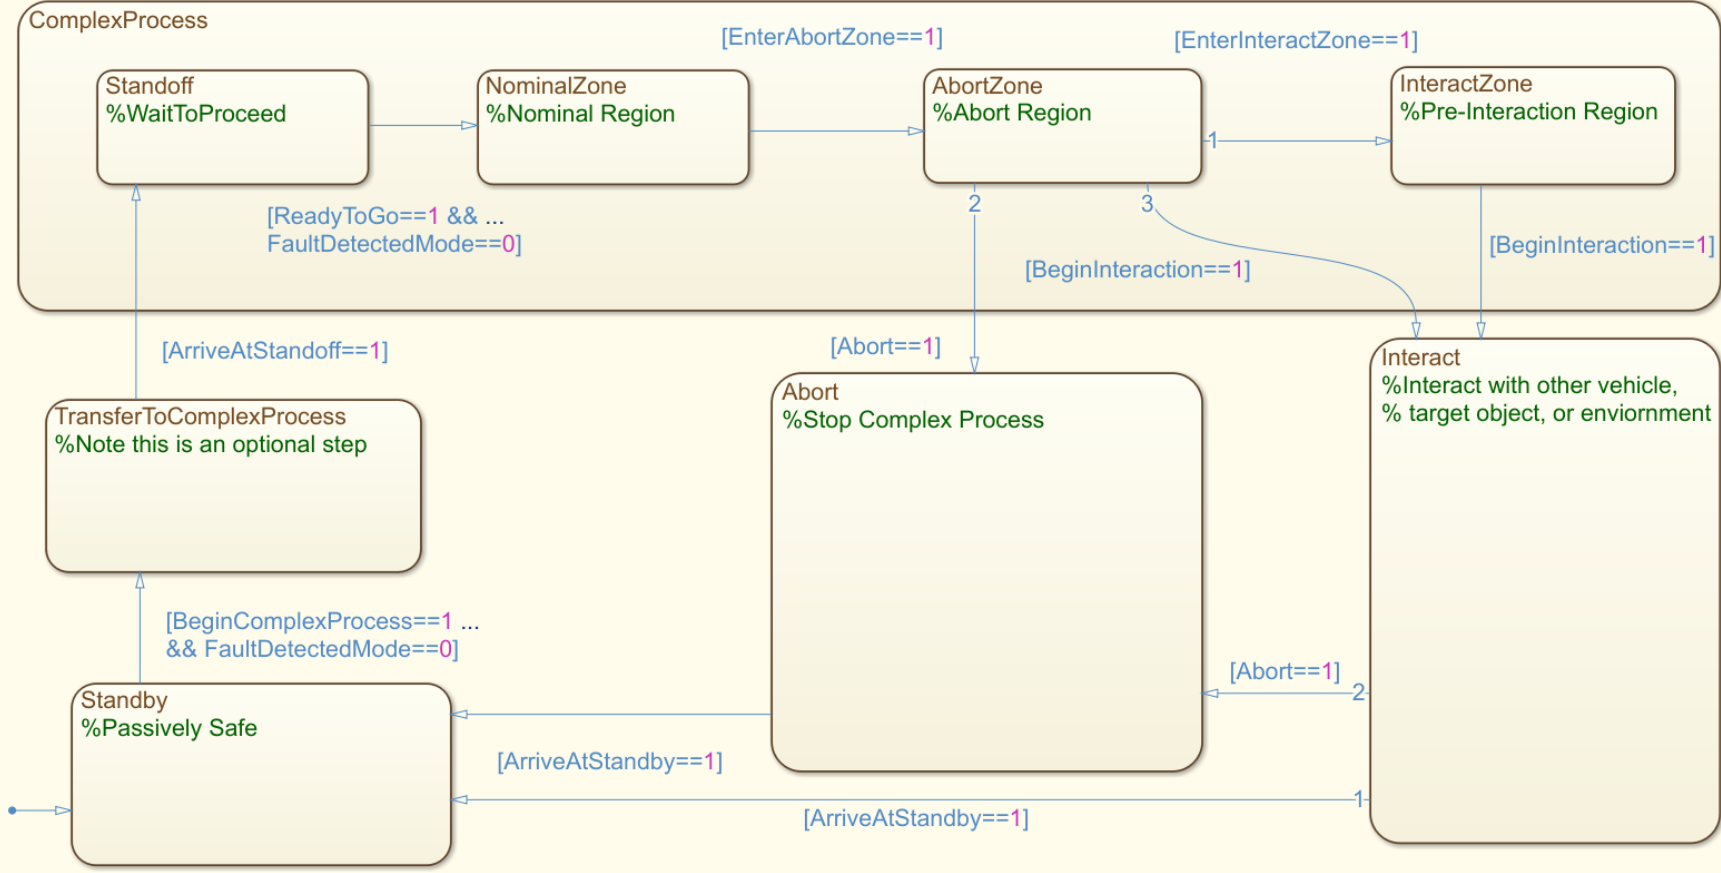 ComplexProcess
[EnterAbortZone==1]
[EnterInteractZone==1]
Standoff
%WaitToProceed
NominalZone
%Nominal Region
AbortZone
%Abort Region
InteractZone
%Pre-Interaction Region
1
2
3
[ReadyToGo==1 && ...
FaultDetectedMode==0]
[BeginInteraction==1]
[BeginInteraction==1]
[ArriveAtStandoff==1]
[Abort==1]
Interact
%Interact with other vehicle,
% target object, or enviornment
Abort
%Stop Complex Process
TransferToComplexProcess
%Note this is an optional step
[BeginComplexProcess==1 ...
&& FaultDetectedMode==0]
[Abort==1]
2
Standby
%Passively Safe
[ArriveAtStandby==1]
1
[ArriveAtStandby==1]